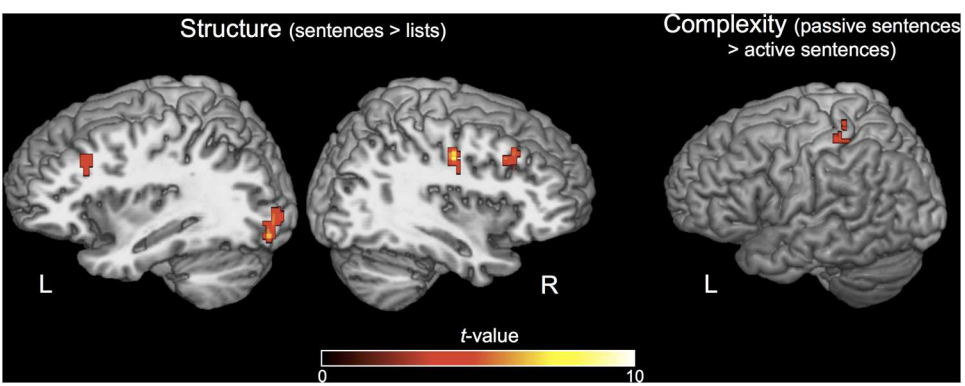 Structure (sentences > lists)
Complexity (passive sentences
> active sentences)
L
R
L
t-value
0
10